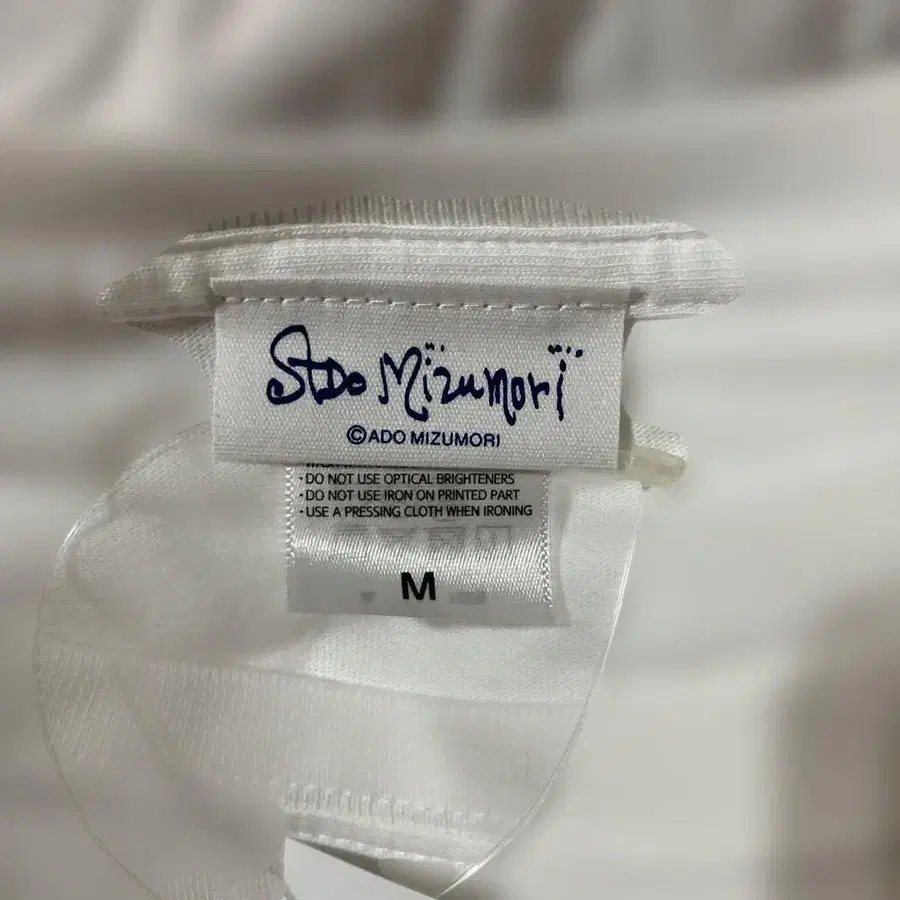 Ado Mizumori
©ADO MIZUMORI
· DO NOT USE OPTICAL BRIGHTENERS
· DO NOT USE IRON ON PRINTED PART
· USE A PRESSING CLOTH WHEN IRONING
M